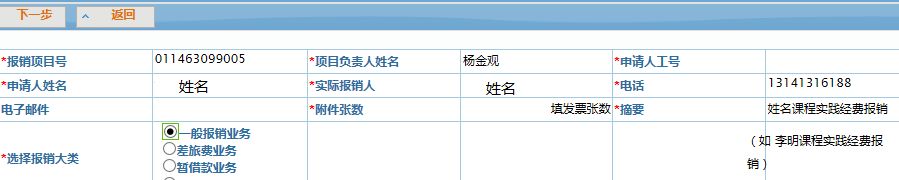 下一步 返回
*报销项目号 011463099005 *项目负责人姓名 杨金观 *申请人工号
*申请人姓名 姓名 *实际报销人 姓名 *电话 13141316188
电子邮件 *附件张数 填发票张数 *摘要 姓名课程实践经费报销
*选择报销大类 一般报销业务
差旅费业务
暂借款业务
（如 李明课程实践经费报
销）